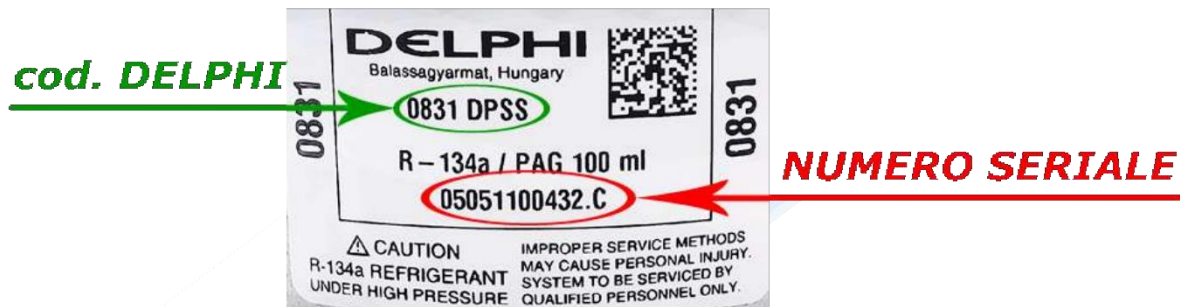 cod. DELPHI
DELPHI
Balassagyarmat, Hungary
0831 DPSS
0831
0831
R – 134a / PAG 100 ml
05051100432.C
NUMERO SERIALE
⚠ CAUTION
R-134a REFRIGERANT
UNDER HIGH PRESSURE
IMPROPER SERVICE METHODS
MAY CAUSE PERSONAL INJURY.
SYSTEM TO BE SERVICED BY
QUALIFIED PERSONNEL ONLY.